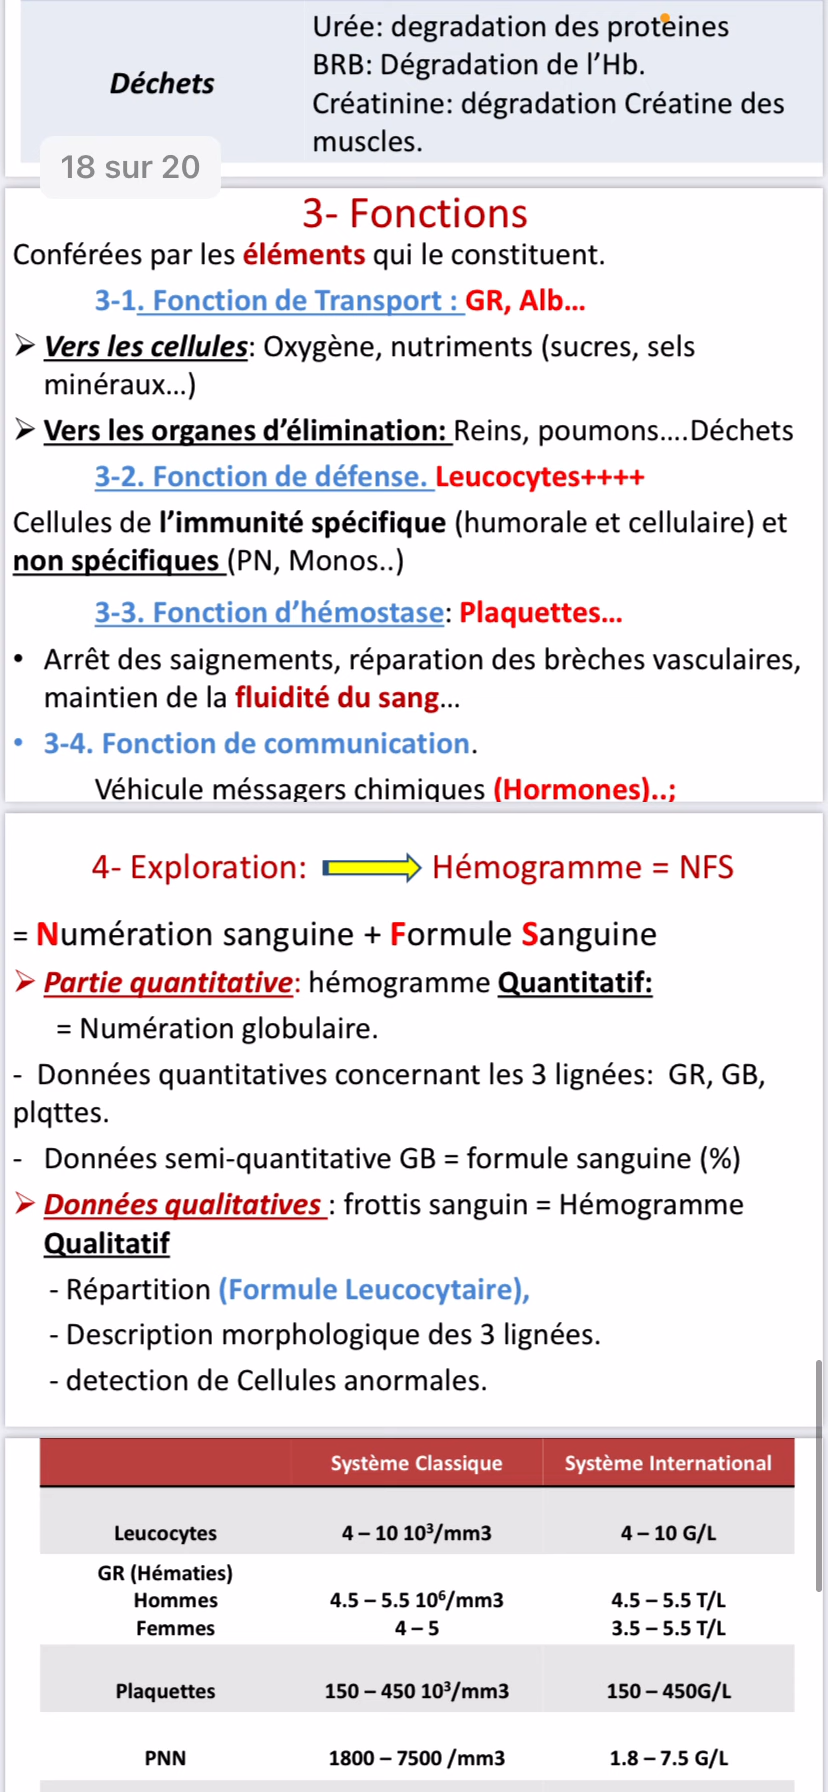 Déchets
Urée: degradation des proteines
BRB: Dégradation de l’Hb.
Créatinine: dégradation Créatine des
muscles.
18 sur 20
3- Fonctions
Conférées par les éléments qui le constituent.
3-1. Fonction de Transport : GR, Alb...
➢ Vers les cellules: Oxygène, nutriments (sucres, sels
minéraux...)
➢ Vers les organes d’élimination: Reins, poumons....Déchets
3-2. Fonction de défense. Leucocytes++++
Cellules de l’immunité spécifique (humorale et cellulaire) et
non spécifiques (PN, Monos..)
3-3. Fonction d’hémostase: Plaquettes...
• Arrêt des saignements, réparation des brèches vasculaires,
maintien de la fluidité du sang...
• 3-4. Fonction de communication.
Véhicule méssagers chimiques (Hormones)..;
4- Exploration: Hémogramme = NFS
= Numération sanguine + Formule Sanguine
➢ Partie quantitative: hémogramme Quantitatif:
= Numération globulaire.
- Données quantitatives concernant les 3 lignées: GR, GB,
plqttes.
- Données semi-quantitative GB = formule sanguine (%)
➢ Données qualitatives : frottis sanguin = Hémogramme
Qualitatif
- Répartition (Formule Leucocytaire),
- Description morphologique des 3 lignées.
- detection de Cellules anormales.
Système Classique Système International
Leucocytes 4 – 10 10³/mm3 4 – 10 G/L
GR (Hématies)
Hommes 4.5 – 5.5 10⁶/mm3 4.5 – 5.5 T/L
Femmes 4 – 5 3.5 – 5.5 T/L
Plaquettes 150 – 450 10³/mm3 150 – 450G/L
PNN 1800 – 7500 /mm3 1.8 – 7.5 G/L